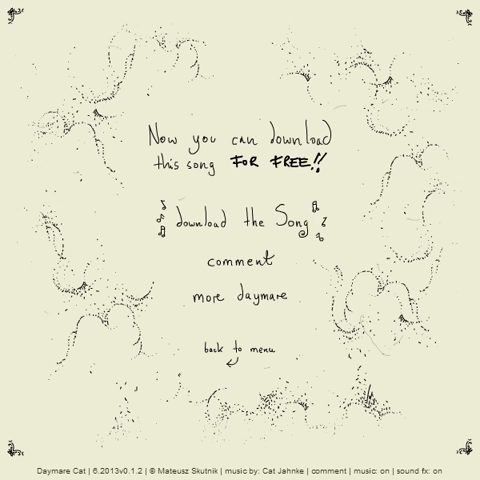 Now you can download
this song FOR FREE!!
download the Song
comment
more daymare
back to menu
Daymare Cat | 6.2013v0.1.2 | © Mateusz Skutnik | music by: Cat Jahnke | comment | music: on | sound fx: on